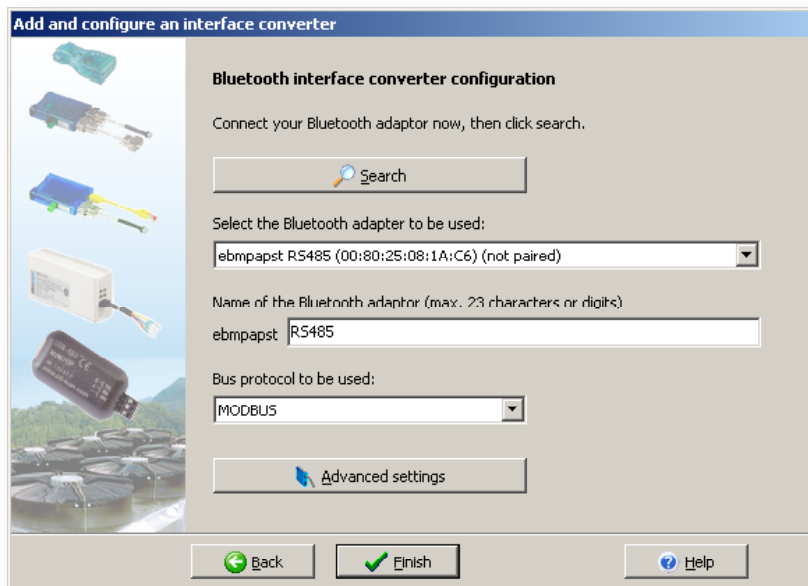 Add and configure an interface converter
Bluetooth interface converter configuration
Connect your Bluetooth adaptor now, then click search.
Search
Select the Bluetooth adapter to be used:
ebmpapst RS485 (00:80:25:08:1A:C6) (not paired)
Name of the Bluetooth adaptor (max. 23 characters or digits)
ebmpapst RS485
Bus protocol to be used:
MODBUS
Advanced settings
Back Finish Help